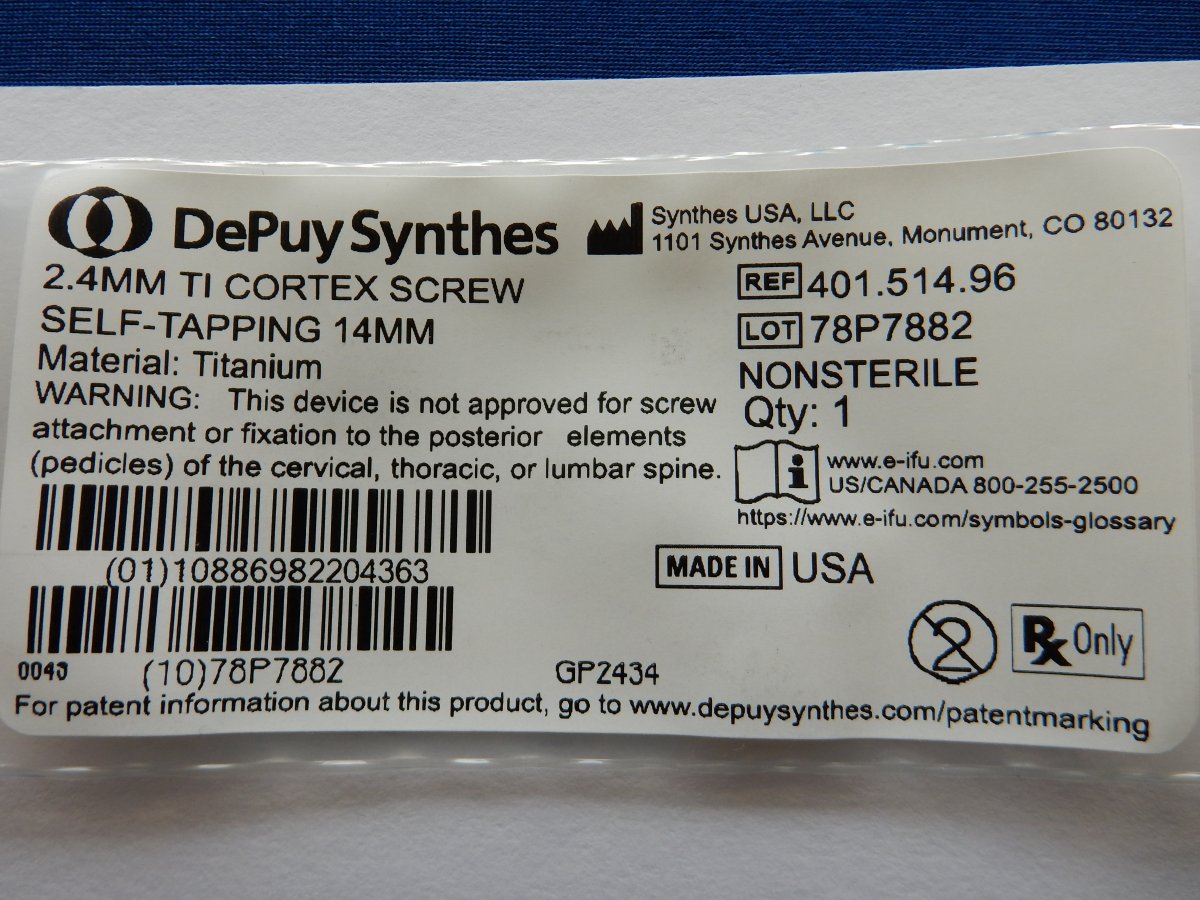 DePuy Synthes
Synthes USA, LLC
1101 Synthes Avenue, Monument, CO 80132
2.4MM TI CORTEX SCREW
SELF-TAPPING 14MM
Material: Titanium
WARNING: This device is not approved for screw
attachment or fixation to the posterior elements
(pedicles) of the cervical, thoracic, or lumbar spine.
REF 401.514.96
LOT 78P7882
NONSTERILE
Qty: 1
i www.e-ifu.com
US/CANADA 800-255-2500
https://www.e-ifu.com/symbols-glossary
(01)10886982204363
MADE IN USA
2
Rx Only
0043 (10)78P7882 GP2434
For patent information about this product, go to www.depuysynthes.com/patentmarking